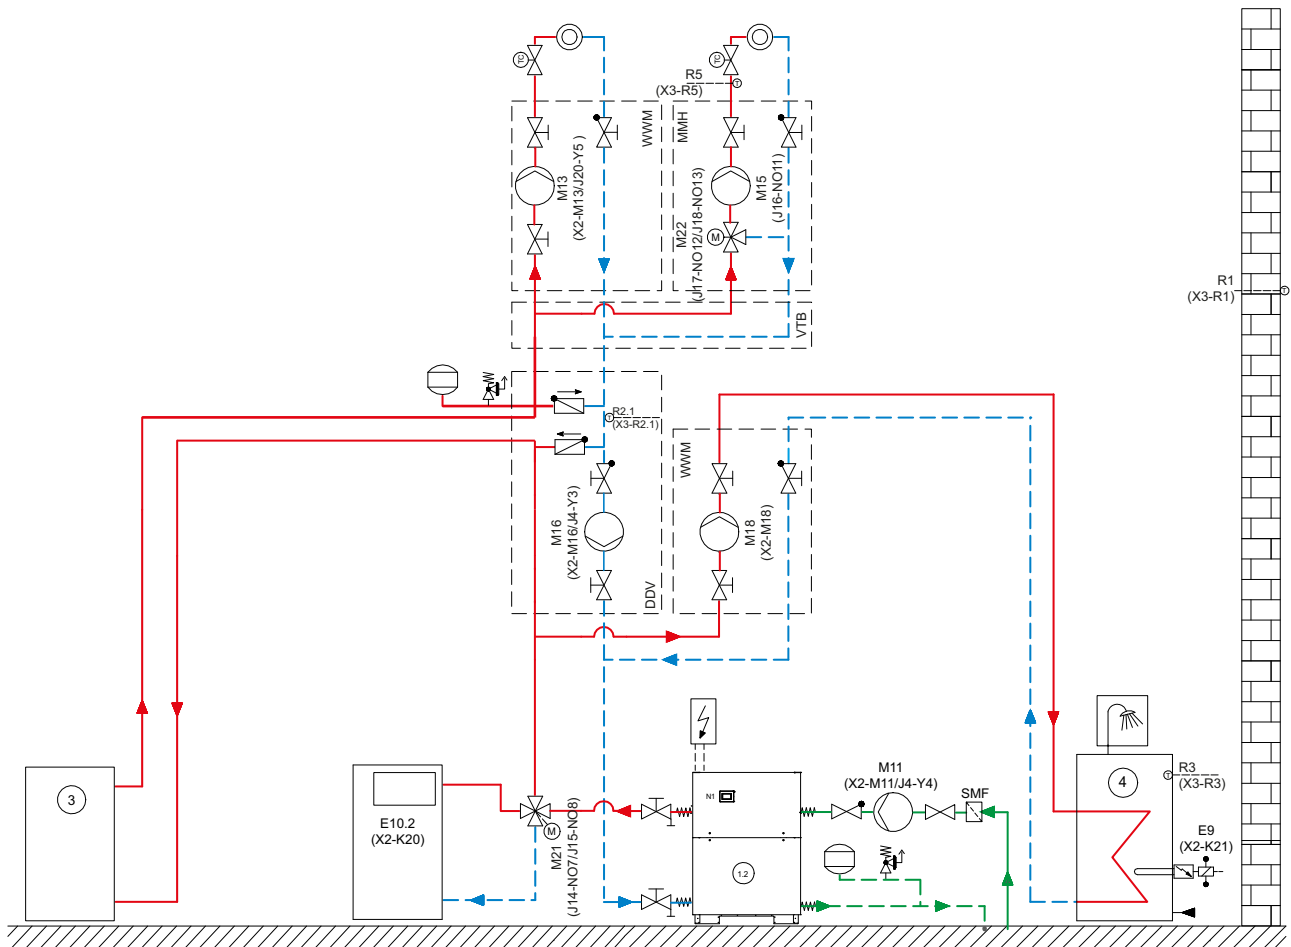 TC
TC
R5
(X3-R5)
T
WWM
MMH
M13
(X2-M13/J20-Y5 )
M15
(J16-NO11)
M22
(J17-NO12/J18-NO13)
M
R1
(X3-R1)
T
VTB
R2.1
(X3-R2.1)
T
WWM
M16
(X2-M16/J4-Y3)
M18
(X2-M18)
DDV
3
E10.2
(X2-K20)
M
M21
(J14-NO7/J15-NO8)
N1
1.2
M11
(X2-M11/J4-Y4)
SMF
4
T
R3
(X3-R3)
E9
(X2-K21)